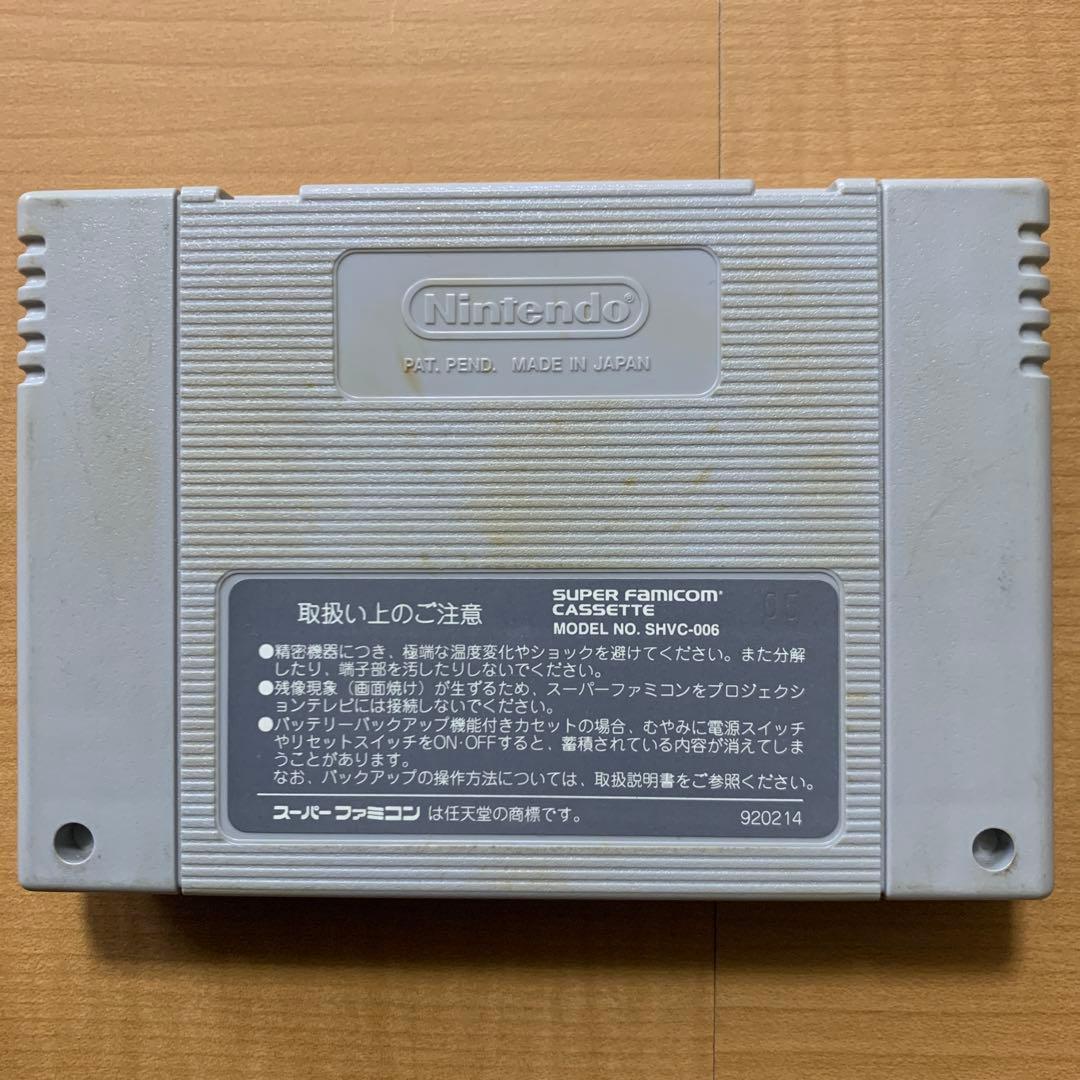 Nintendo®
PAT. PEND. MADE IN JAPAN
取扱い上のご注意
SUPER FAMICOM®
CASSETTE
MODEL NO. SHVC-006
●精密機器につき、極端な温度変化やショックを避けてください。また分解
したり、端子部を汚したりしないでください。
●残像現象（画面焼け）が生ずるため、スーパーファミコンをプロジェクシ
ョンテレビには接続しないでください。
●バッテリーバックアップ機能付きカセットの場合、むやみに電源スイッチ
やリセットスイッチをON・OFFすると、蓄積されている内容が消えてしま
うことがあります。
なお、バックアップの操作方法については、取扱説明書をご参照ください。
スーパーファミコン は任天堂の商標です。
920214